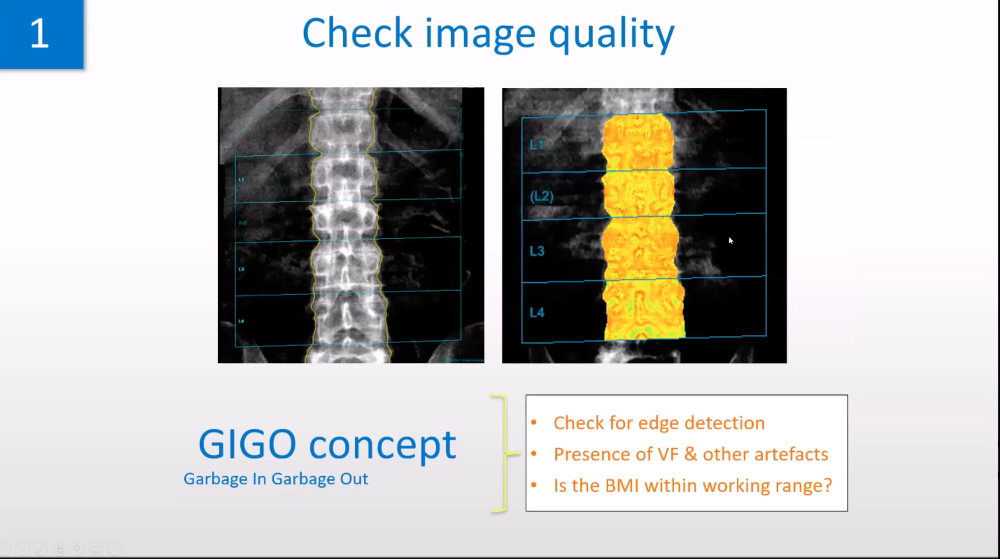 1
Check image quality
L1
(L2)
L3
L4
L1
(L2)
L3
L4
GIGO concept
Garbage In Garbage Out
• Check for edge detection
• Presence of VF & other artefacts
• Is the BMI within working range?